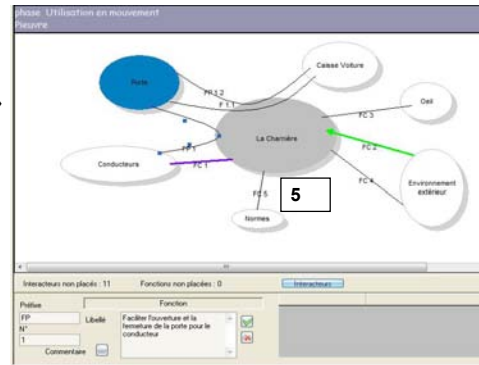 phase Utilisation en mouvement
Pieuvre
Porte
Caisse Voiture
FP 1.2
F 1.1
Oeil
FC 3
La Charnière
FP 1
Conducteurs
FC 1
FC 2
Environnement
extérieur
FC 4
FC 5
5
Normes
Interacteurs non placés : 11
Fonctions non placées : 0
Interacteurs
Préfixe
Fonction
FP
Libellé
Faciliter l'ouverture et la
fermeture de la porte pour le
conducteur
N°
1
Commentaire